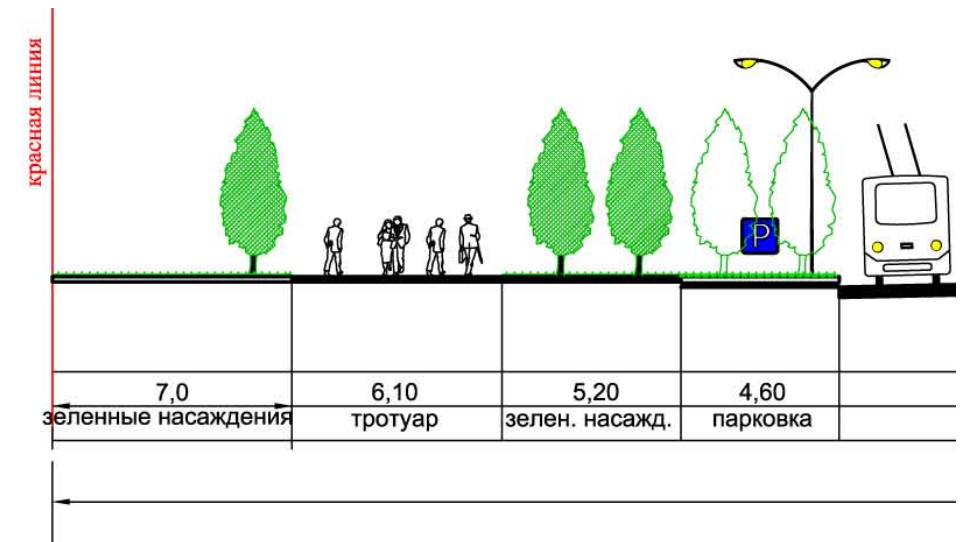 красная линия
P
7,0
6,10
5,20
4,60
зеленные насаждения
тротуар
зелен. насажд.
парковка